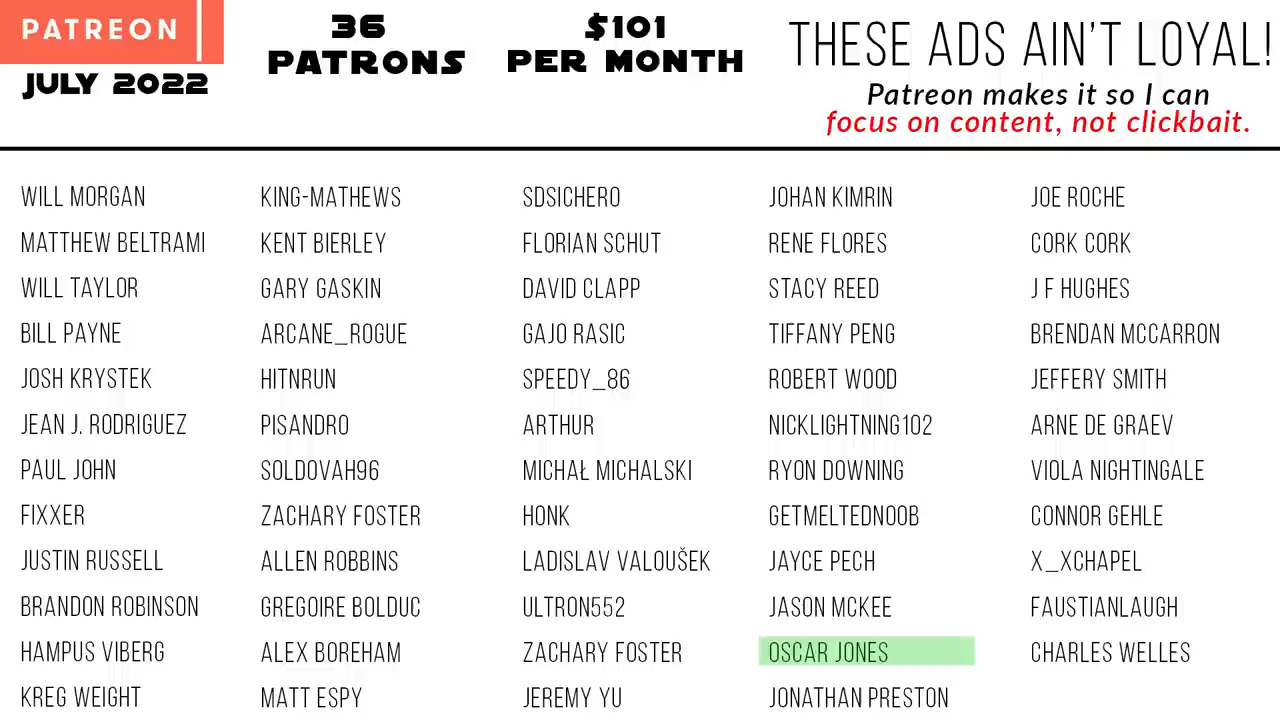 PATREON
JULY 2022
36
PATRONS
$101
PER MONTH
THESE ADS AIN'T LOYAL!
Patreon makes it so I can
focus on content, not clickbait.
WILL MORGAN
MATTHEW BELTRAMI
WILL TAYLOR
BILL PAYNE
JOSH KRYSTEK
JEAN J. RODRIGUEZ
PAUL JOHN
FIXXER
JUSTIN RUSSELL
BRANDON ROBINSON
HAMPUS VIBERG
KREG WEIGHT
KING-MATHEWS
KENT BIERLEY
GARY GASKIN
ARCANE_ROGUE
HITNRUN
PISANDRO
SOLDOVAH96
ZACHARY FOSTER
ALLEN ROBBINS
GREGOIRE BOLDUC
ALEX BOREHAM
MATT ESPY
SDSICHERO
FLORIAN SCHUT
DAVID CLAPP
GAJO RASIC
SPEEDY_86
ARTHUR
MICHAŁ MICHALSKI
HONK
LADISLAV VALOUŠEK
ULTRON552
ZACHARY FOSTER
JEREMY YU
JOHAN KIMRIN
RENE FLORES
STACY REED
TIFFANY PENG
ROBERT WOOD
NICKLIGHTNING102
RYON DOWNING
GETMELTEDNOOB
JAYCE PECH
JASON MCKEE
OSCAR JONES
JONATHAN PRESTON
JOE ROCHE
CORK CORK
J F HUGHES
BRENDAN MCCARRON
JEFFERY SMITH
ARNE DE GRAEV
VIOLA NIGHTINGALE
CONNOR GEHLE
X_XCHAPEL
FAUSTIANLAUGH
CHARLES WELLES